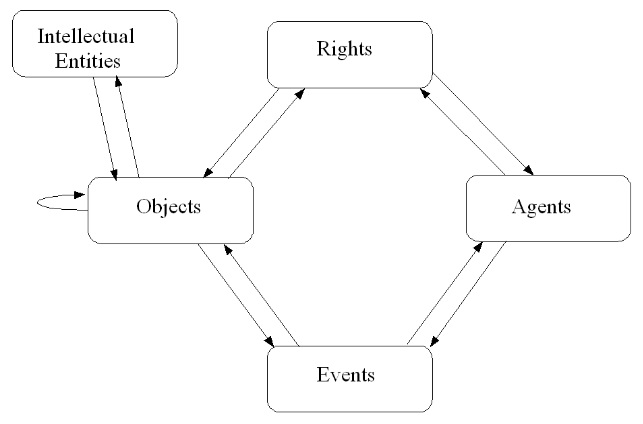 Intellectual
Entities
Rights
Objects
Agents
Events